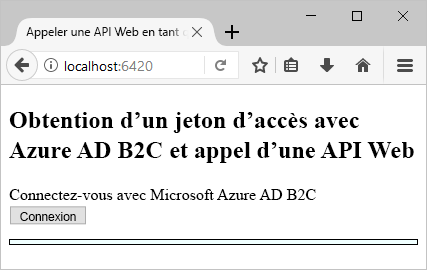 Appeler une API Web en tant
localhost:6420
Obtention d’un jeton d’accès avec
Azure AD B2C et appel d’une API Web
Connectez-vous avec Microsoft Azure AD B2C
Connexion